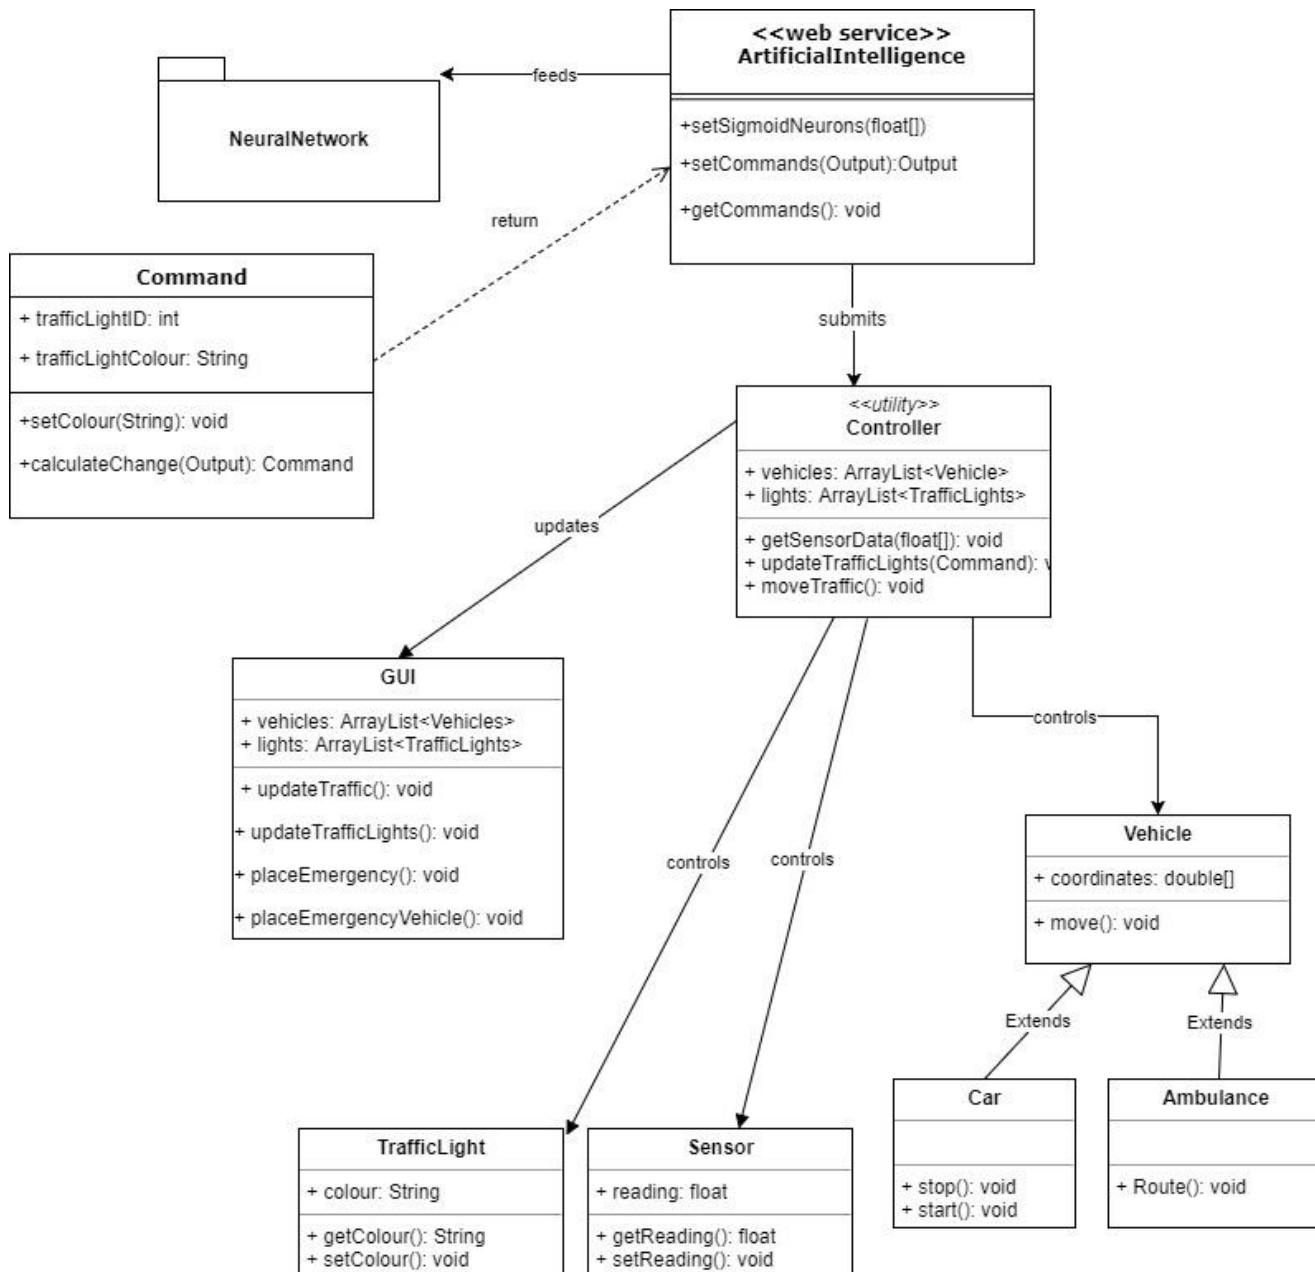 <<web service>>
ArtificialIntelligence
+setSigmoidNeurons(float[])
+setCommands(Output):Output
+getCommands(): void
feeds
NeuralNetwork
return
Command
+ trafficLightID: int
+ trafficLightColour: String
+setColour(String): void
+calculateChange(Output): Command
submits
<<utility>>
Controller
+ vehicles: ArrayList<Vehicle>
+ lights: ArrayList<TrafficLights>
+ getSensorData(float[]): void
+ updateTrafficLights(Command): v
+ moveTraffic(): void
updates
GUI
+ vehicles: ArrayList<Vehicles>
+ lights: ArrayList<TrafficLights>
+ updateTraffic(): void
+ updateTrafficLights(): void
+ placeEmergency(): void
+ placeEmergencyVehicle(): void
controls
controls
controls
Vehicle
+ coordinates: double[]
+ move(): void
Extends
Extends
Car
+ stop(): void
+ start(): void
Ambulance
+ Route(): void
TrafficLight
+ colour: String
+ getColour(): String
+ setColour(): void
Sensor
+ reading: float
+ getReading(): float
+ setReading(): void